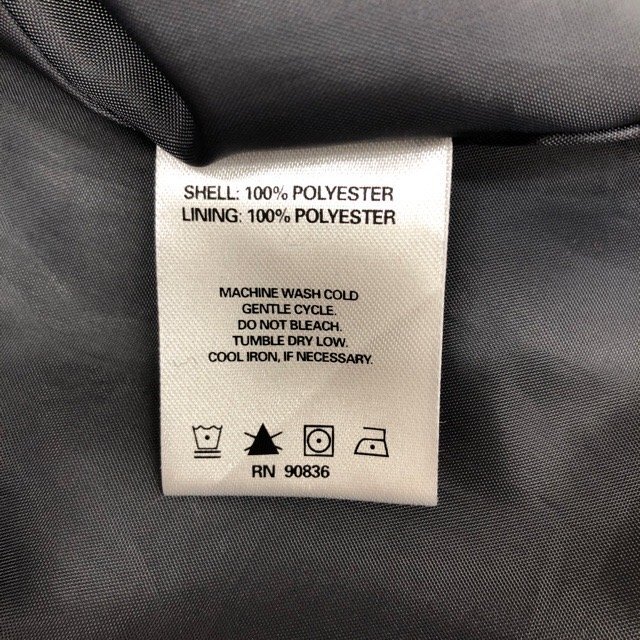 SHELL: 100% POLYESTER
LINING: 100% POLYESTER
MACHINE WASH COLD
GENTLE CYCLE.
DO NOT BLEACH.
TUMBLE DRY LOW.
COOL IRON, IF NECESSARY.
RN 90836